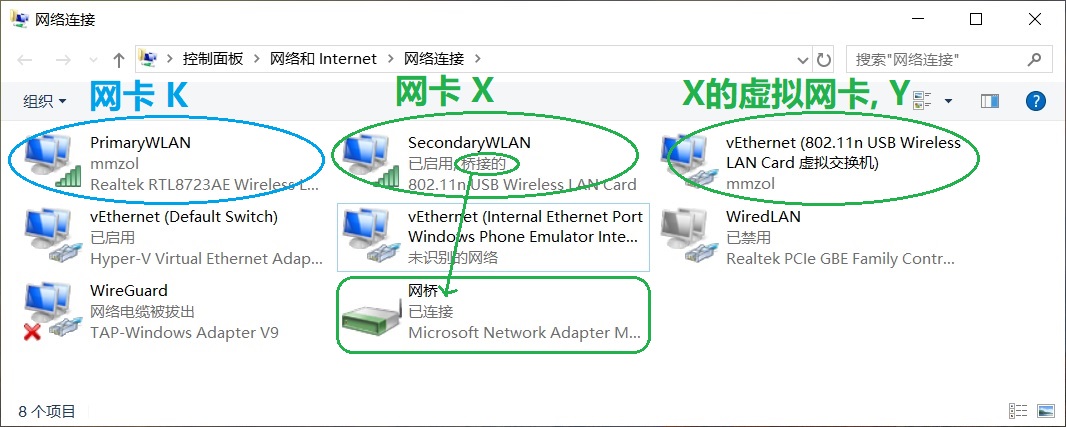 网络连接
控制面板 > 网络和 Internet > 网络连接 >
搜索"网络连接"
组织
网卡 K
网卡 X
X的虚拟网卡, Y
PrimaryWLAN
mmzol
Realtek RTL8723AE Wireless L...
SecondaryWLAN
已启用, 桥接的
802.11n USB Wireless LAN Card
vEthernet (802.11n USB Wireless
LAN Card 虚拟交换机)
mmzol
vEthernet (Default Switch)
已启用
Hyper-V Virtual Ethernet Adap...
vEthernet (Internal Ethernet Port
Windows Phone Emulator Inte...
未识别的网络
WiredLAN
已禁用
Realtek PCIe GBE Family Contr...
WireGuard
网络电缆被拔出
TAP-Windows Adapter V9
网桥
已连接
Microsoft Network Adapter M...
8 个项目